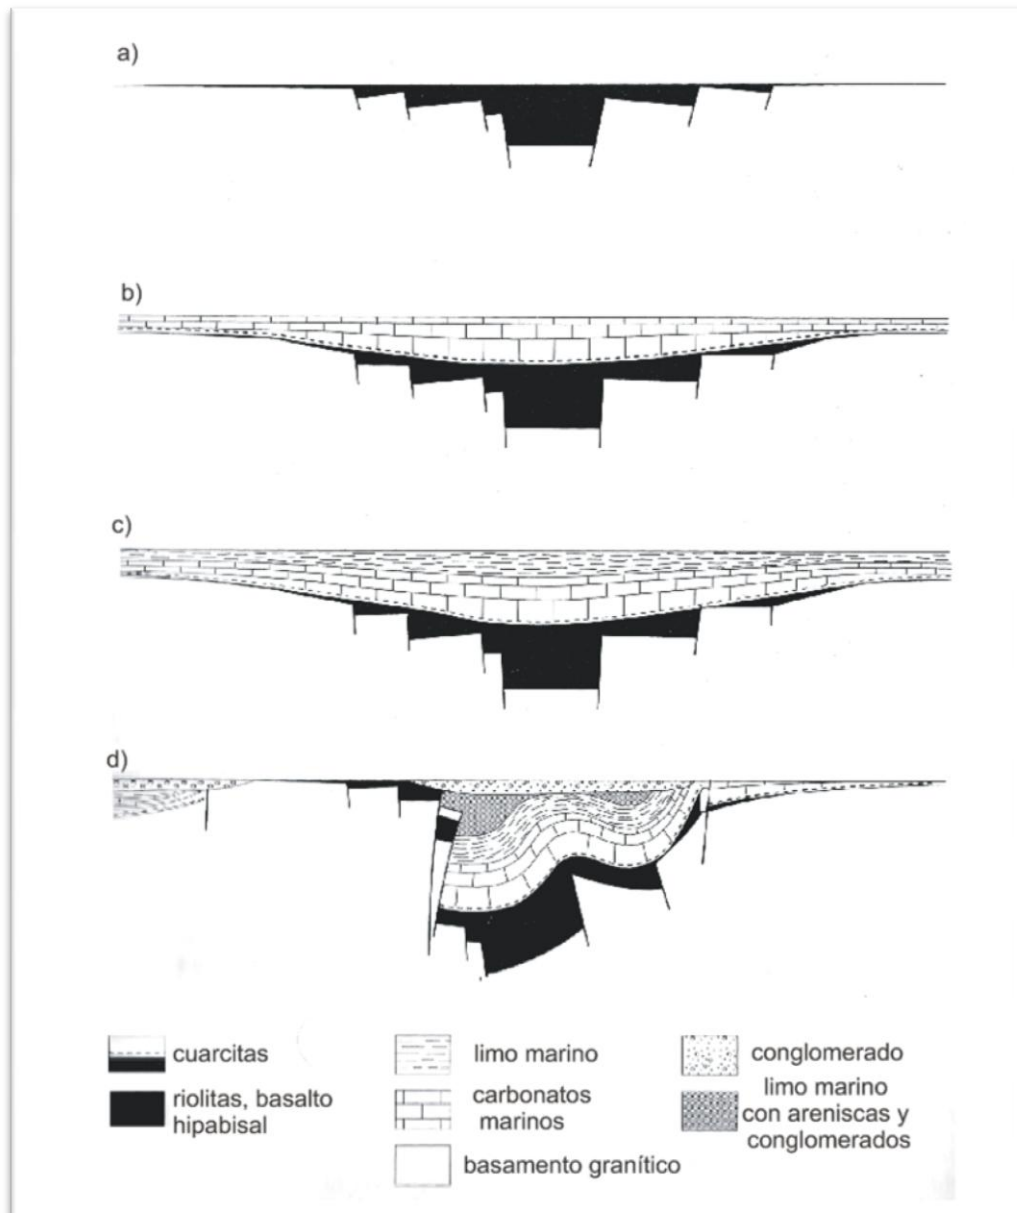 a)
b)
c)
d)
cuarcitas
riolitas, basalto
hipabisal
limo marino
carbonatos
marinos
basamento granítico
conglomerado
limo marino
con areniscas y
conglomerados